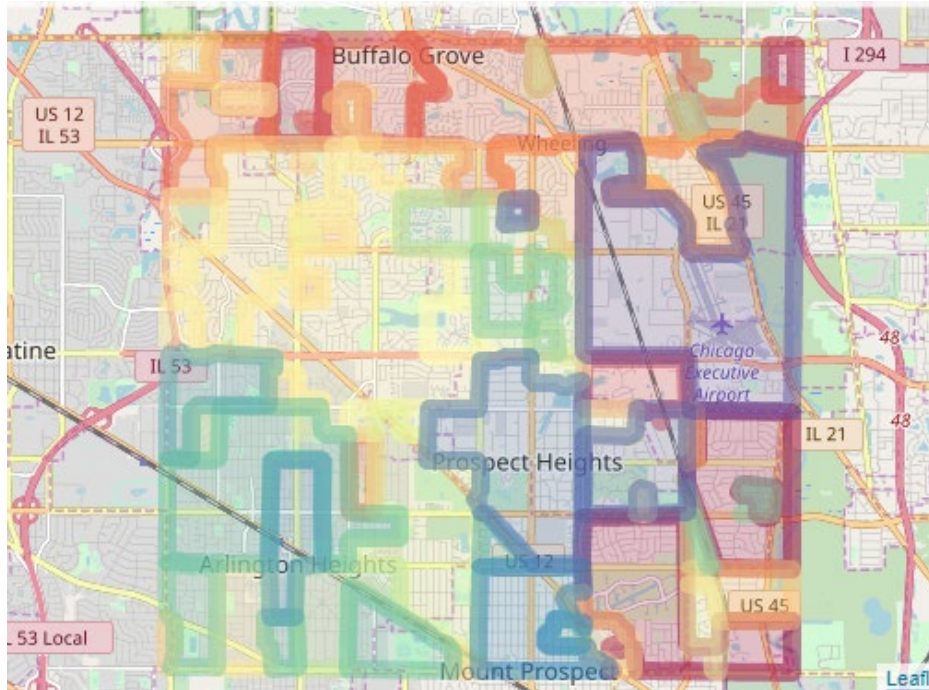 Buffalo Grove
I 294
US 12
IL 53
Wheeling
US 45
IL 21
48
Chicago
Executive
Airport
atine
IL 53
48
IL 21
Prospect Heights
Arlington Heights
US 12
US 45
L 53 Local
Mount Prospect
Leafl